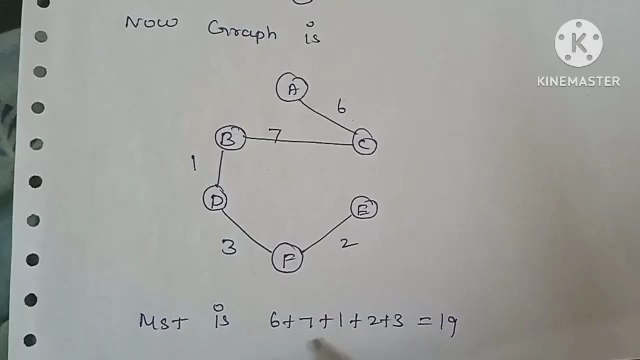 Now Graph is
K
KINEMASTER
A
6
B
7
C
1
D
E
3
2
F
MST is 6+7+1+2+3 = 19